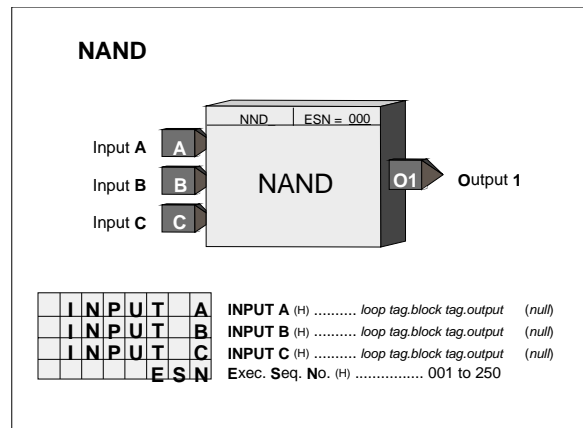 NAND
NND_ ESN = 000
Input A A
Input B B
Input C C
NAND
O1 Output 1
INPUT A INPUT A (H) .......... loop tag.block tag.output (null)
INPUT B INPUT B (H) .......... loop tag.block tag.output (null)
INPUT C INPUT C (H) .......... loop tag.block tag.output (null)
ESN Exec. Seq. No. (H) ................ 001 to 250